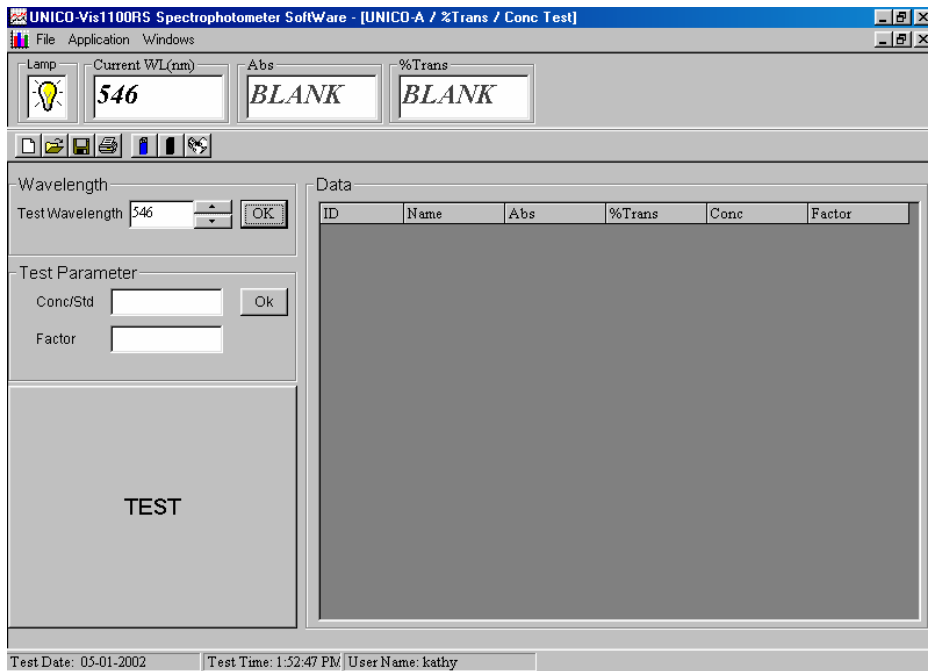 UNICO-Vis1100RS Spectrophotometer SoftWare - [UNICO-A / %Trans / Conc Test]
File Application Windows
Lamp Current WL(nm) Abs %Trans
546 BLANK BLANK
Wavelength
Test Wavelength 546 OK
Test Parameter
Conc/Std Ok
Factor
TEST
Data
ID Name Abs %Trans Conc Factor
Test Date: 05-01-2002 Test Time: 1:52:47 PM User Name: kathy